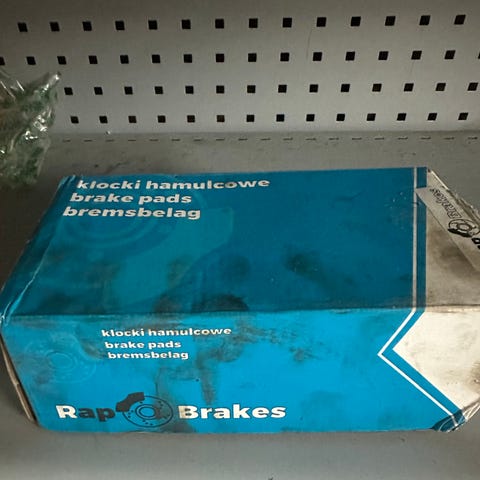 klocki hamulcowe
brake pads
bremsbelag
klocki hamulcowe
brake pads
bremsbelag
Rap Brakes